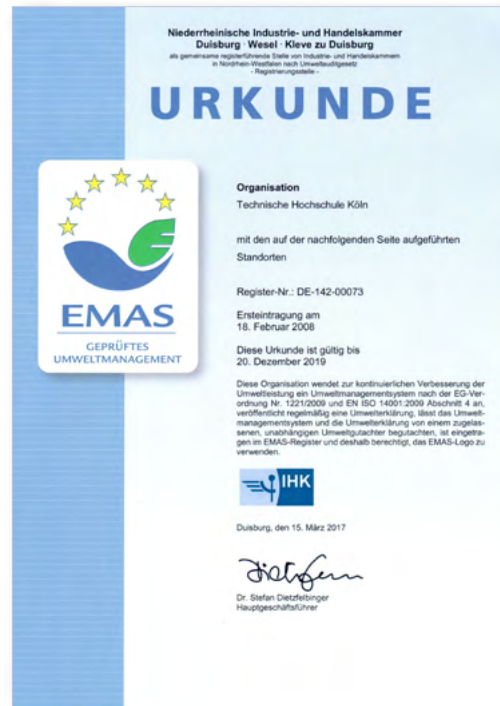 Niederrheinische Industrie- und Handelskammer
Duisburg · Wesel · Kleve zu Duisburg
als gemeinsame registerführende Stelle von Industrie- und Handelskammern
in Nordrhein-Westfalen nach Umweltauditgesetz
- Registrierungsstelle -
URKUNDE
EMAS
GEPRÜFTES
UMWELTMANAGEMENT
Organisation
Technische Hochschule Köln
mit den auf der nachfolgenden Seite aufgeführten
Standorten
Register-Nr.: DE-142-00073
Ersteintragung am
18. Februar 2008
Diese Urkunde ist gültig bis
20. Dezember 2019
Diese Organisation wendet zur kontinuierlichen Verbesserung der
Umweltleistung ein Umweltmanagementsystem nach der EG-Ver-
ordnung Nr. 1221/2009 und EN ISO 14001:2009 Abschnitt 4 an,
veröffentlicht regelmäßig eine Umwelterklärung, lässt das Umwelt-
managementsystem und die Umwelterklärung von einem zugelas-
senen, unabhängigen Umweltgutachter begutachten, ist eingetra-
gen im EMAS-Register und deshalb berechtigt, das EMAS-Logo zu
verwenden.
IHK
Duisburg, den 15. März 2017
Dr. Stefan Dietzfelbinger
Hauptgeschäftsführer